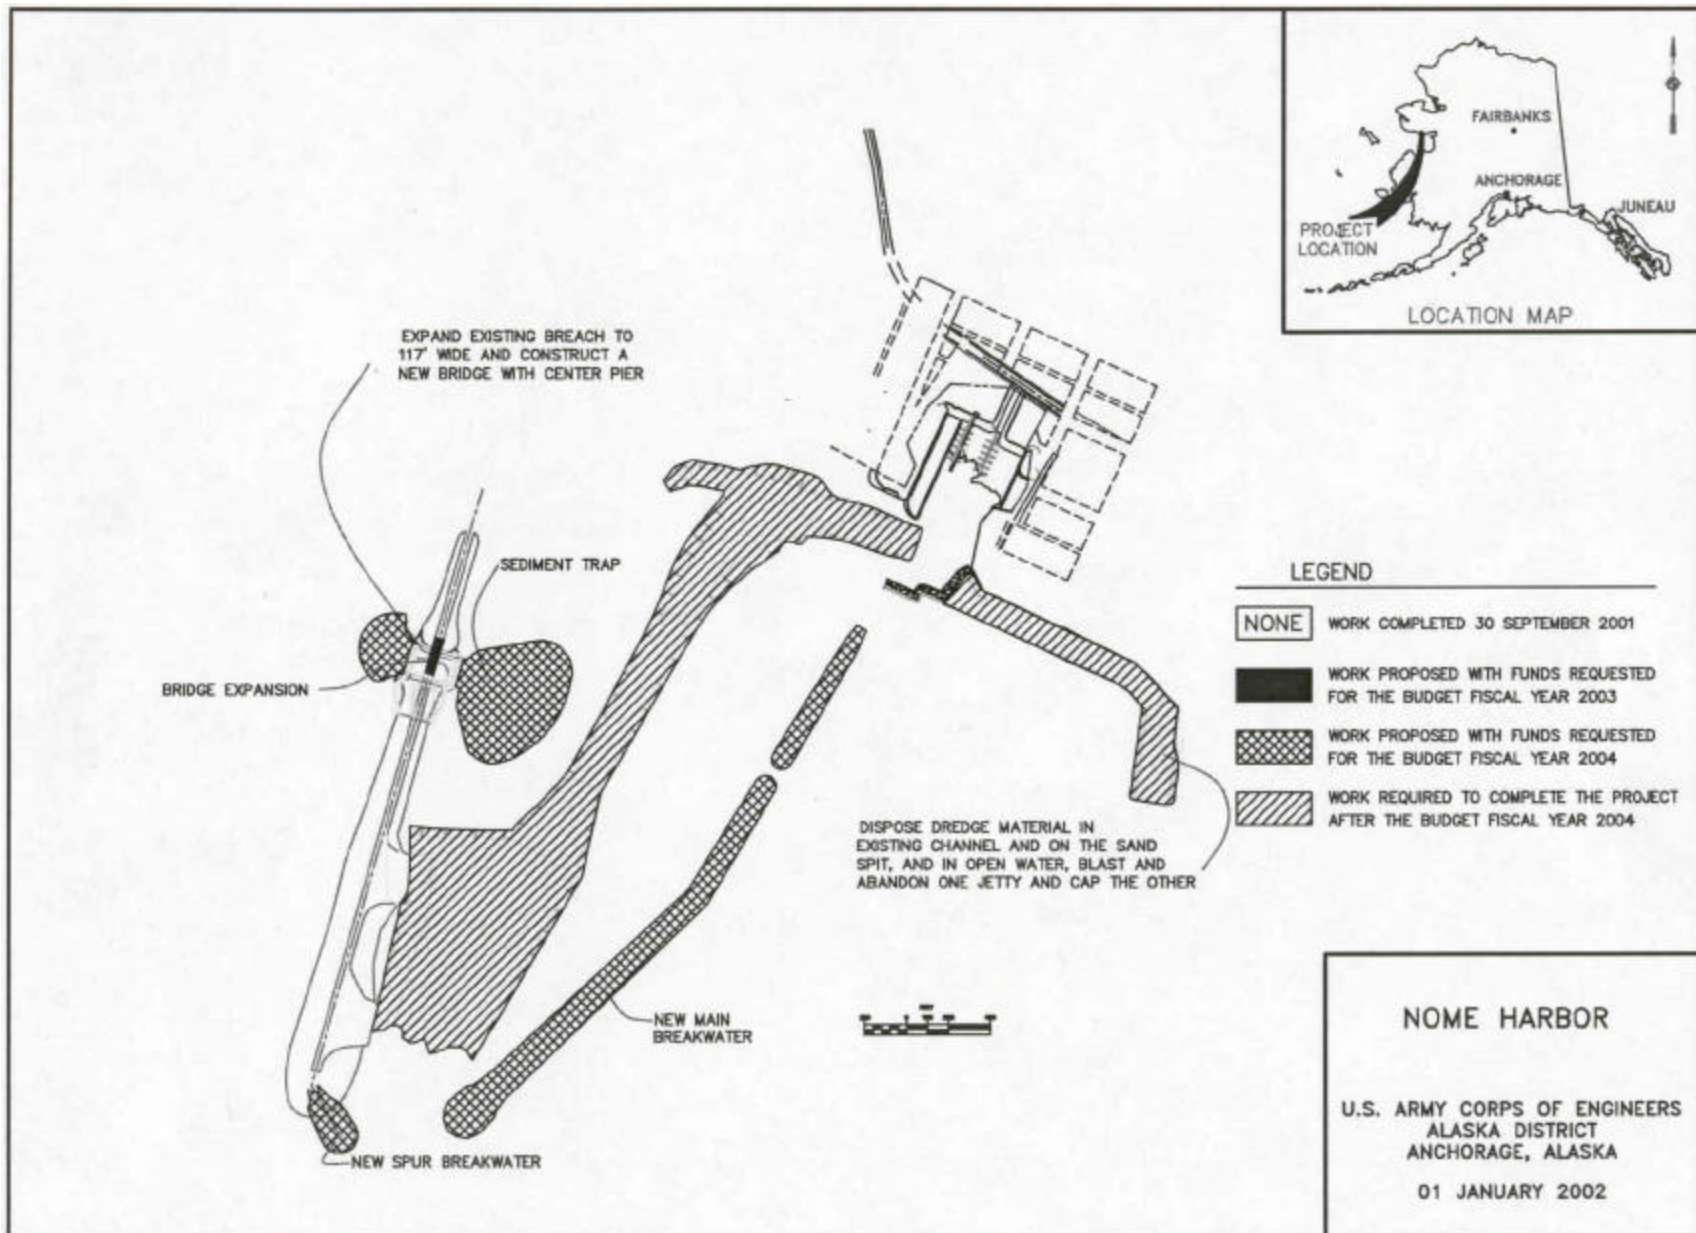 FAIRBANKS
ANCHORAGE
JUNEAU
PROJECT
LOCATION
LOCATION MAP
EXPAND EXISTING BREACH TO
117' WIDE AND CONSTRUCT A
NEW BRIDGE WITH CENTER PIER
SEDIMENT TRAP
BRIDGE EXPANSION
LEGEND
NONE WORK COMPLETED 30 SEPTEMBER 2001
WORK PROPOSED WITH FUNDS REQUESTED
FOR THE BUDGET FISCAL YEAR 2003
WORK PROPOSED WITH FUNDS REQUESTED
FOR THE BUDGET FISCAL YEAR 2004
WORK REQUIRED TO COMPLETE THE PROJECT
AFTER THE BUDGET FISCAL YEAR 2004
DISPOSE DREDGE MATERIAL IN
EXISTING CHANNEL AND ON THE SAND
SPIT, AND IN OPEN WATER, BLAST AND
ABANDON ONE JETTY AND CAP THE OTHER
NEW MAIN
BREAKWATER
NEW SPUR BREAKWATER
NOME HARBOR
U.S. ARMY CORPS OF ENGINEERS
ALASKA DISTRICT
ANCHORAGE, ALASKA
01 JANUARY 2002